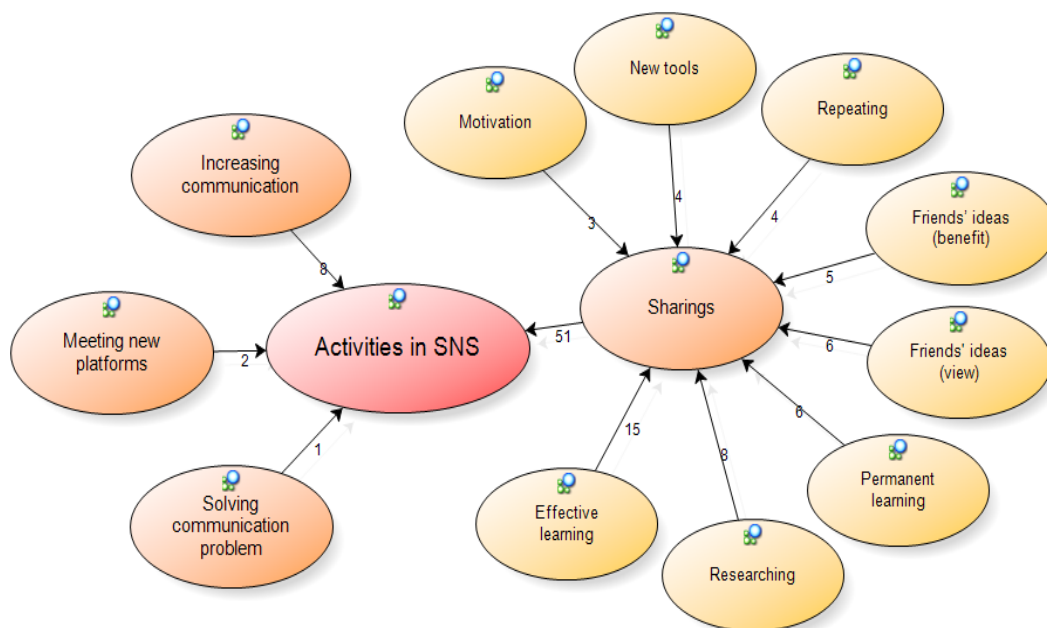 New tools
Motivation
Repeating
Increasing
communication
Friends' ideas
(benefit)
3
4
4
8
5
Sharings
Meeting new
platforms
2
Activities in SNS
51
6
Friends' ideas
(view)
1
15
8
6
Solving
communication
problem
Effective
learning
Researching
Permanent
learning